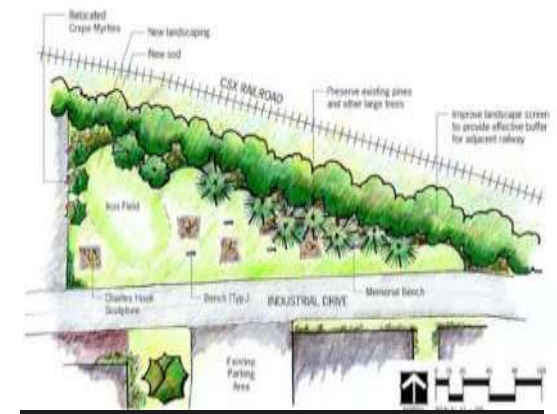 Relocated
Crepe Myrtles
New landscaping
New sod
CSX RAILROAD
Preserve existing pines
and other large trees
Improve landscape screen
to provide effective buffer
for adjacent railway
Iron Field
Charles Hook
Sculpture
Bench (Typ.)
INDUSTRIAL DRIVE
Memorial Bench
Existing
Parking
Area